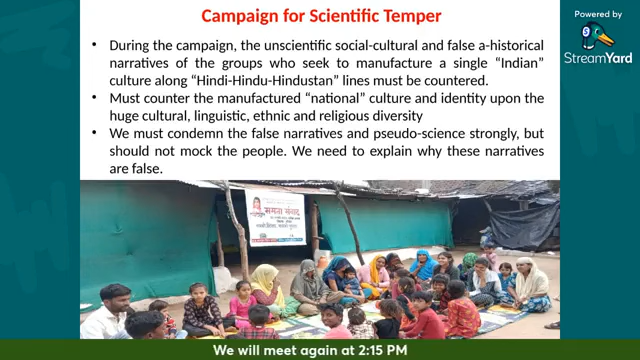 Campaign for Scientific Temper
Powered by
StreamYard
• During the campaign, the unscientific social-cultural and false a-historical
narratives of the groups who seek to manufacture a single “Indian”
culture along “Hindi-Hindu-Hindustan” lines must be countered.
• Must counter the manufactured “national” culture and identity upon the
huge cultural, linguistic, ethnic and religious diversity
• We must condemn the false narratives and pseudo-science strongly, but
should not mock the people. We need to explain why these narratives
are false.
समता संवाद
We will meet again at 2:15 PM